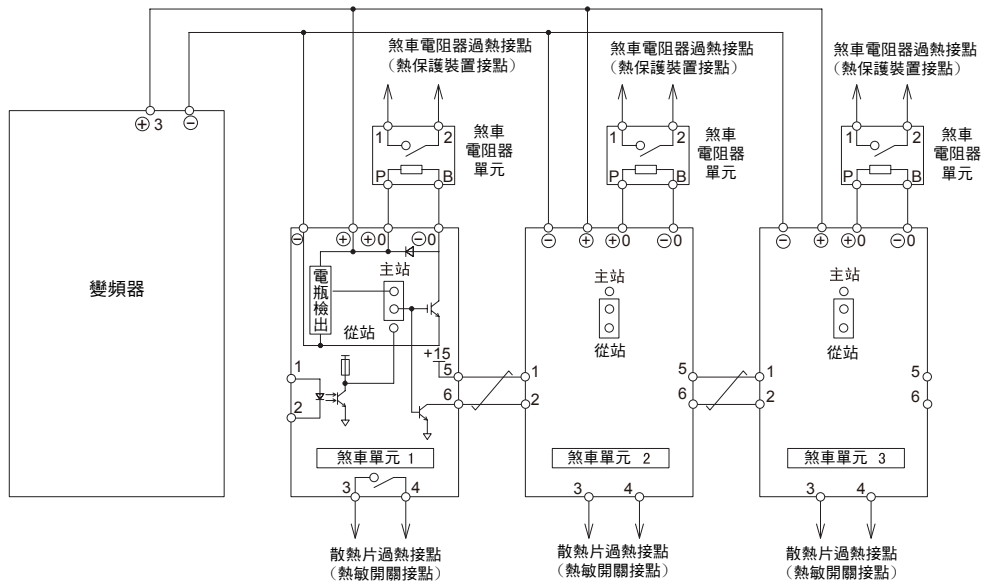 煞車電阻器過熱接點
（熱保護裝置接點）
煞車電阻器過熱接點
（熱保護裝置接點）
煞車電阻器過熱接點
（熱保護裝置接點）
⊕3 ⊖
1 2
煞車
電阻器
單元
P B
1 2
煞車
電阻器
單元
P B
1 2
煞車
電阻器
單元
P B
變頻器
⊖ ⊕ ⊕0 ⊖0
電瓶檢出
主站
從站
+15
1
2
5
6
煞車單元 1
3 4
散熱片過熱接點
（熱敏開關接點）
⊖ ⊕ ⊕0 ⊖0
主站
從站
1
2
5
6
煞車單元 2
3 4
散熱片過熱接點
（熱敏開關接點）
⊖ ⊕ ⊕0 ⊖0
主站
從站
1
2
5
6
煞車單元 3
3 4
散熱片過熱接點
（熱敏開關接點）